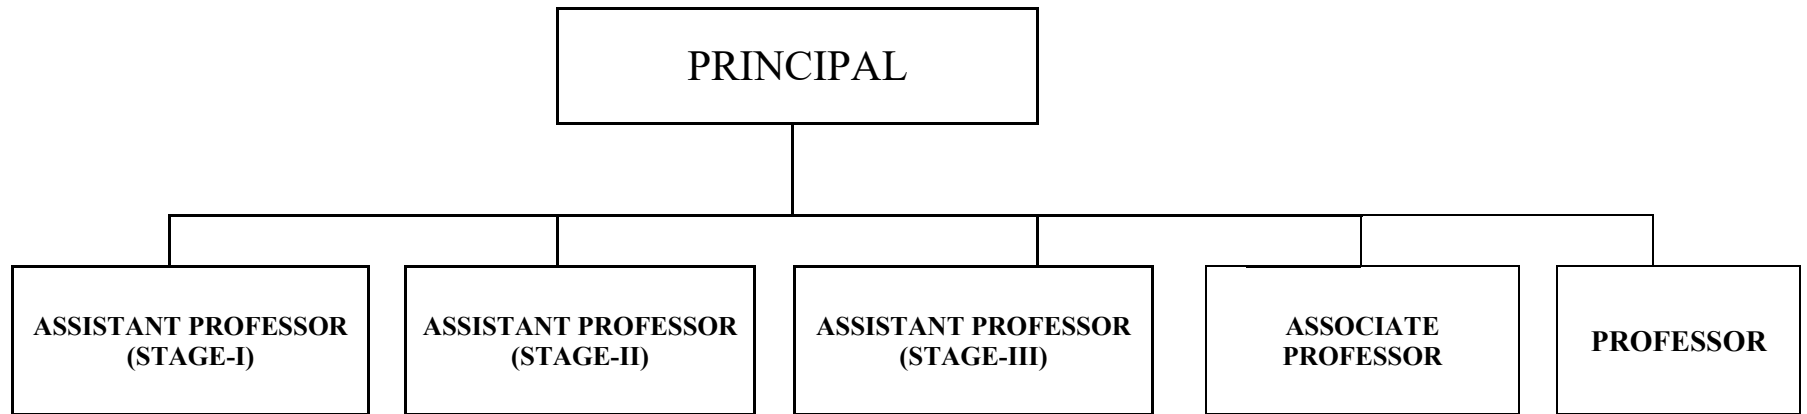 PRINCIPAL
ASSISTANT PROFESSOR
(STAGE-I)
ASSISTANT PROFESSOR
(STAGE-II)
ASSISTANT PROFESSOR
(STAGE-III)
ASSOCIATE
PROFESSOR
PROFESSOR